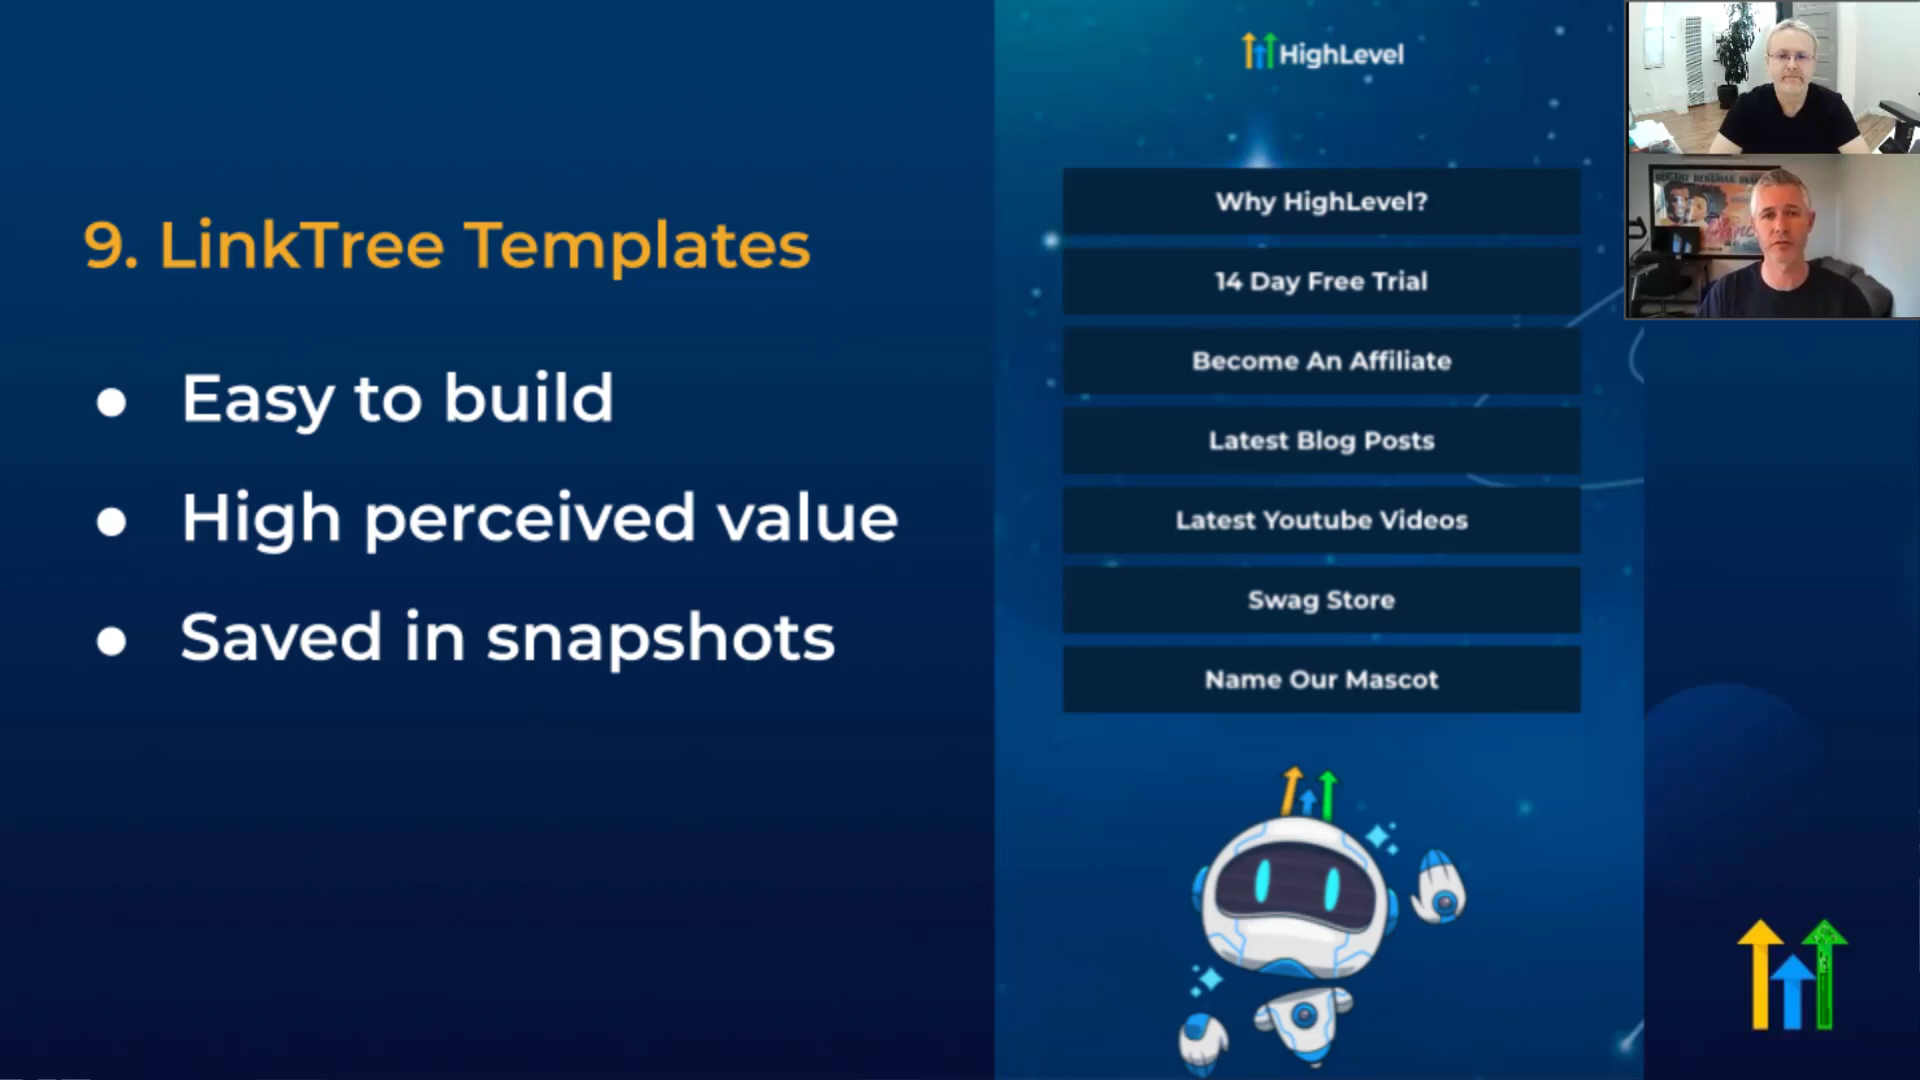 9. LinkTree Templates
● Easy to build
● High perceived value
● Saved in snapshots
HighLevel
Why HighLevel?
14 Day Free Trial
Become An Affiliate
Latest Blog Posts
Latest Youtube Videos
Swag Store
Name Our Mascot